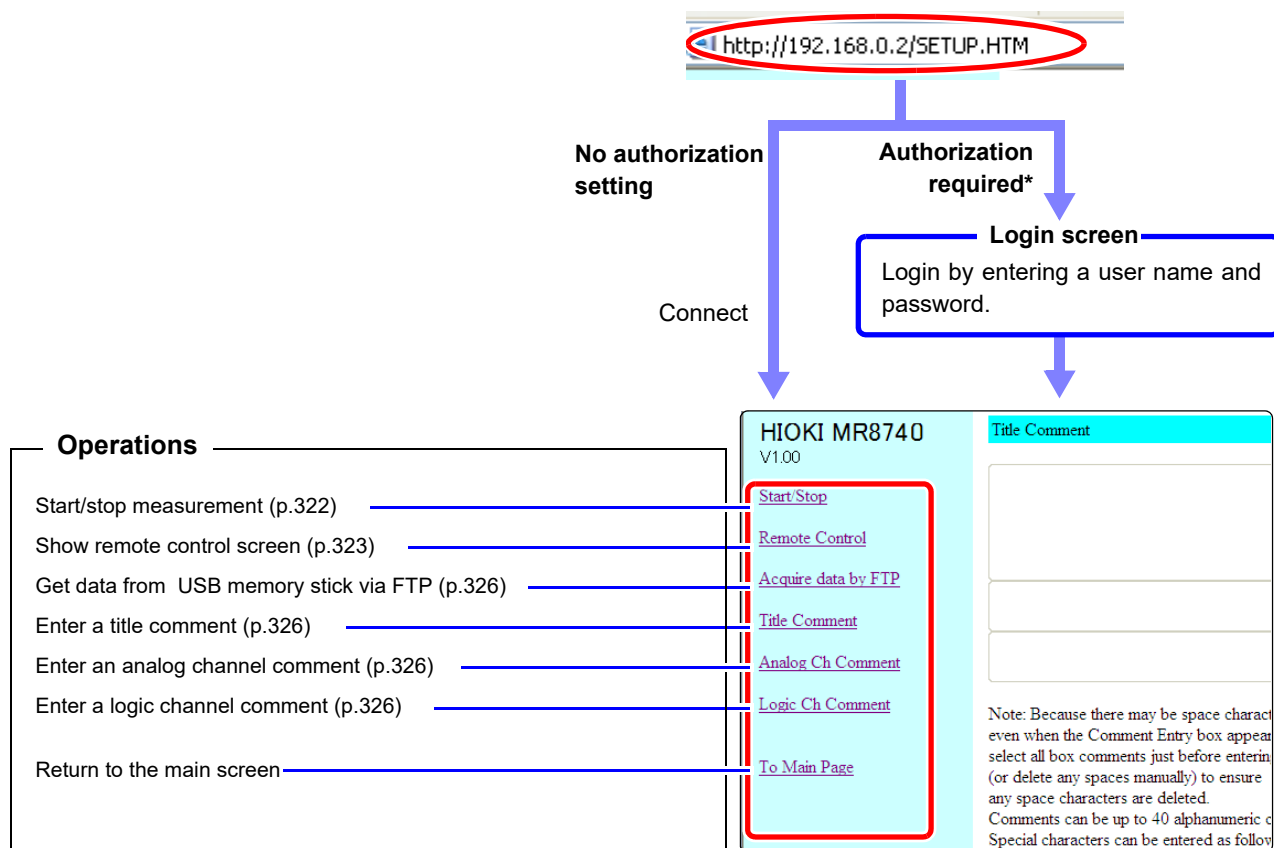 http://192.168.0.2/SETUP.HTM
No authorization
setting
Authorization
required*
Login screen
Login by entering a user name and
password.
Connect
Operations
Start/stop measurement (p.322)
Show remote control screen (p.323)
Get data from USB memory stick via FTP (p.326)
Enter a title comment (p.326)
Enter an analog channel comment (p.326)
Enter a logic channel comment (p.326)
Return to the main screen
HIOKI MR8740
V1.00
Start/Stop
Remote Control
Acquire data by FTP
Title Comment
Analog Ch Comment
Logic Ch Comment
To Main Page
Title Comment
Note: Because there may be space charact
even when the Comment Entry box appear
select all box comments just before entering
(or delete any spaces manually) to ensure
any space characters are deleted.
Comments can be up to 40 alphanumeric c
Special characters can be entered as follow